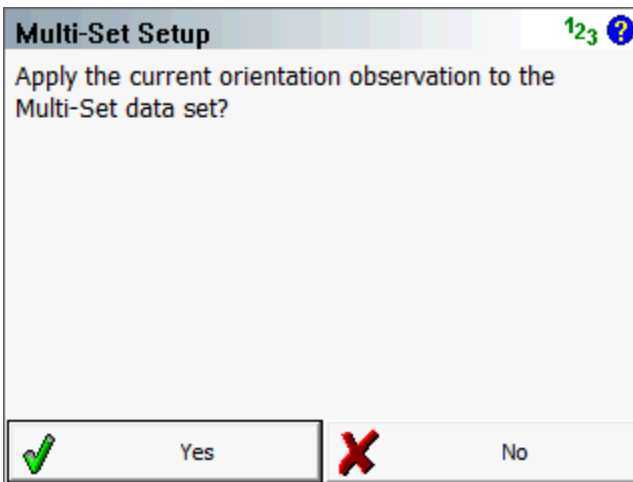 Multi-Set Setup 123 ?
Apply the current orientation observation to the
Multi-Set data set?
Yes No